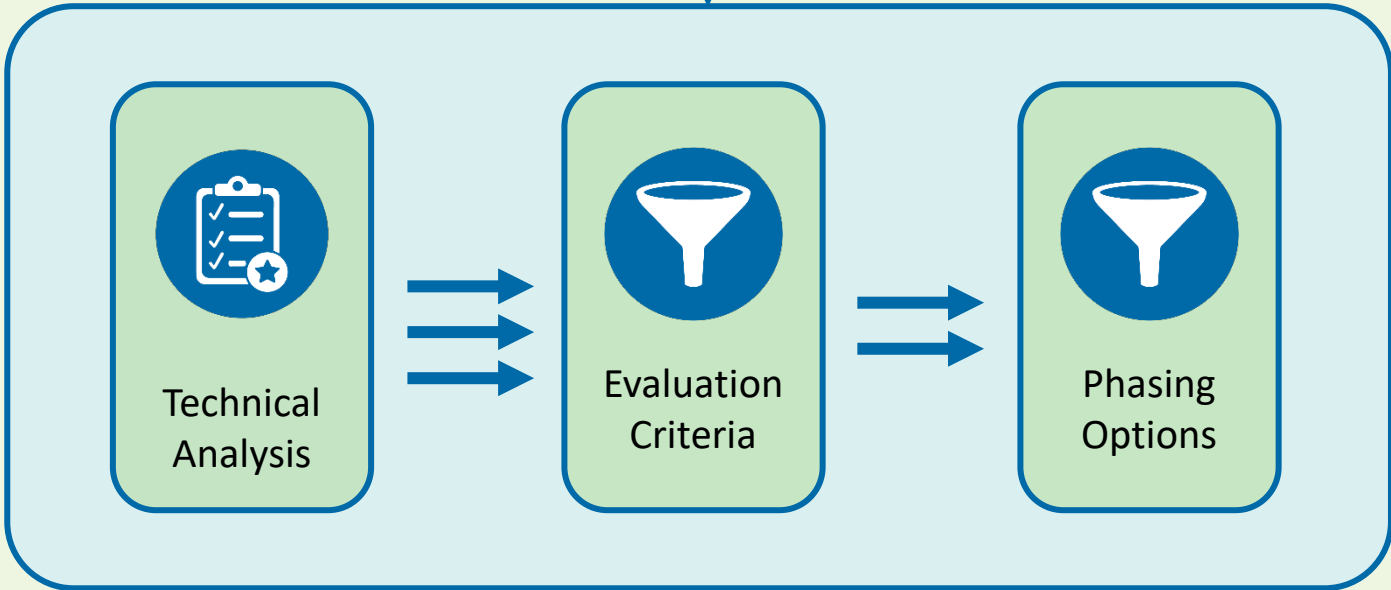 Technical
Analysis
Evaluation
Criteria
Phasing
Options